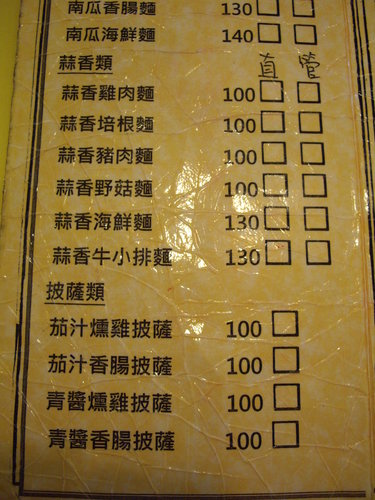 南瓜香腸麵 130
南瓜海鮮麵 140
蒜香類 直 管
蒜香雞肉麵 100
蒜香培根麵 100
蒜香豬肉麵 100
蒜香野菇麵 100
蒜香海鮮麵 130
蒜香牛小排麵 130
披薩類
茄汁燻雞披薩 100
茄汁香腸披薩 100
青醬燻雞披薩 100
青醬香腸披薩 100